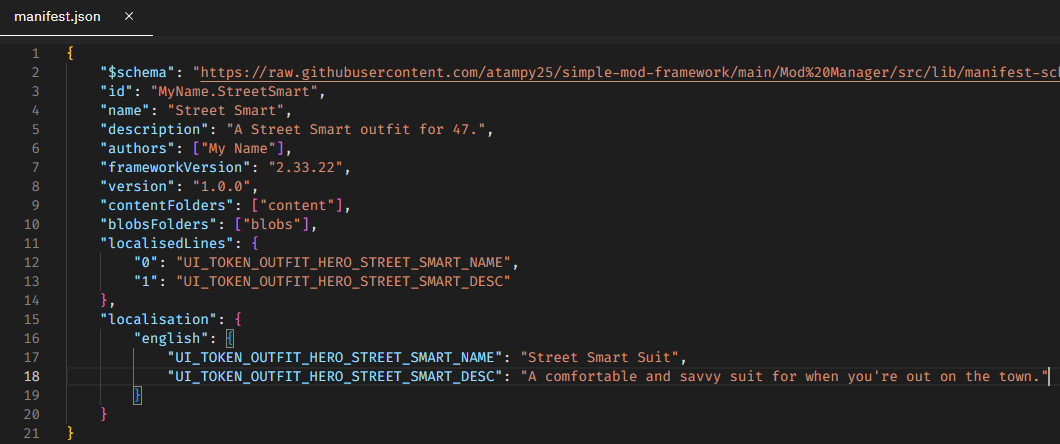 manifest.json ×
1 {
2 "$schema": "https://raw.githubusercontent.com/atampy25/simple-mod-framework/main/Mod%20Manager/src/lib/manifest-sc
3 "id": "MyName.StreetSmart",
4 "name": "Street Smart",
5 "description": "A Street Smart outfit for 47.",
6 "authors": ["My Name"],
7 "frameworkVersion": "2.33.22",
8 "version": "1.0.0",
9 "contentFolders": ["content"],
10 "blobsFolders": ["blobs"],
11 "localisedLines": {
12 "0": "UI_TOKEN_OUTFIT_HERO_STREET_SMART_NAME",
13 "1": "UI_TOKEN_OUTFIT_HERO_STREET_SMART_DESC"
14 },
15 "localisation": {
16 "english": {
17 "UI_TOKEN_OUTFIT_HERO_STREET_SMART_NAME": "Street Smart Suit",
18 "UI_TOKEN_OUTFIT_HERO_STREET_SMART_DESC": "A comfortable and savvy suit for when you're out on the town."
19 }
20 }
21 }